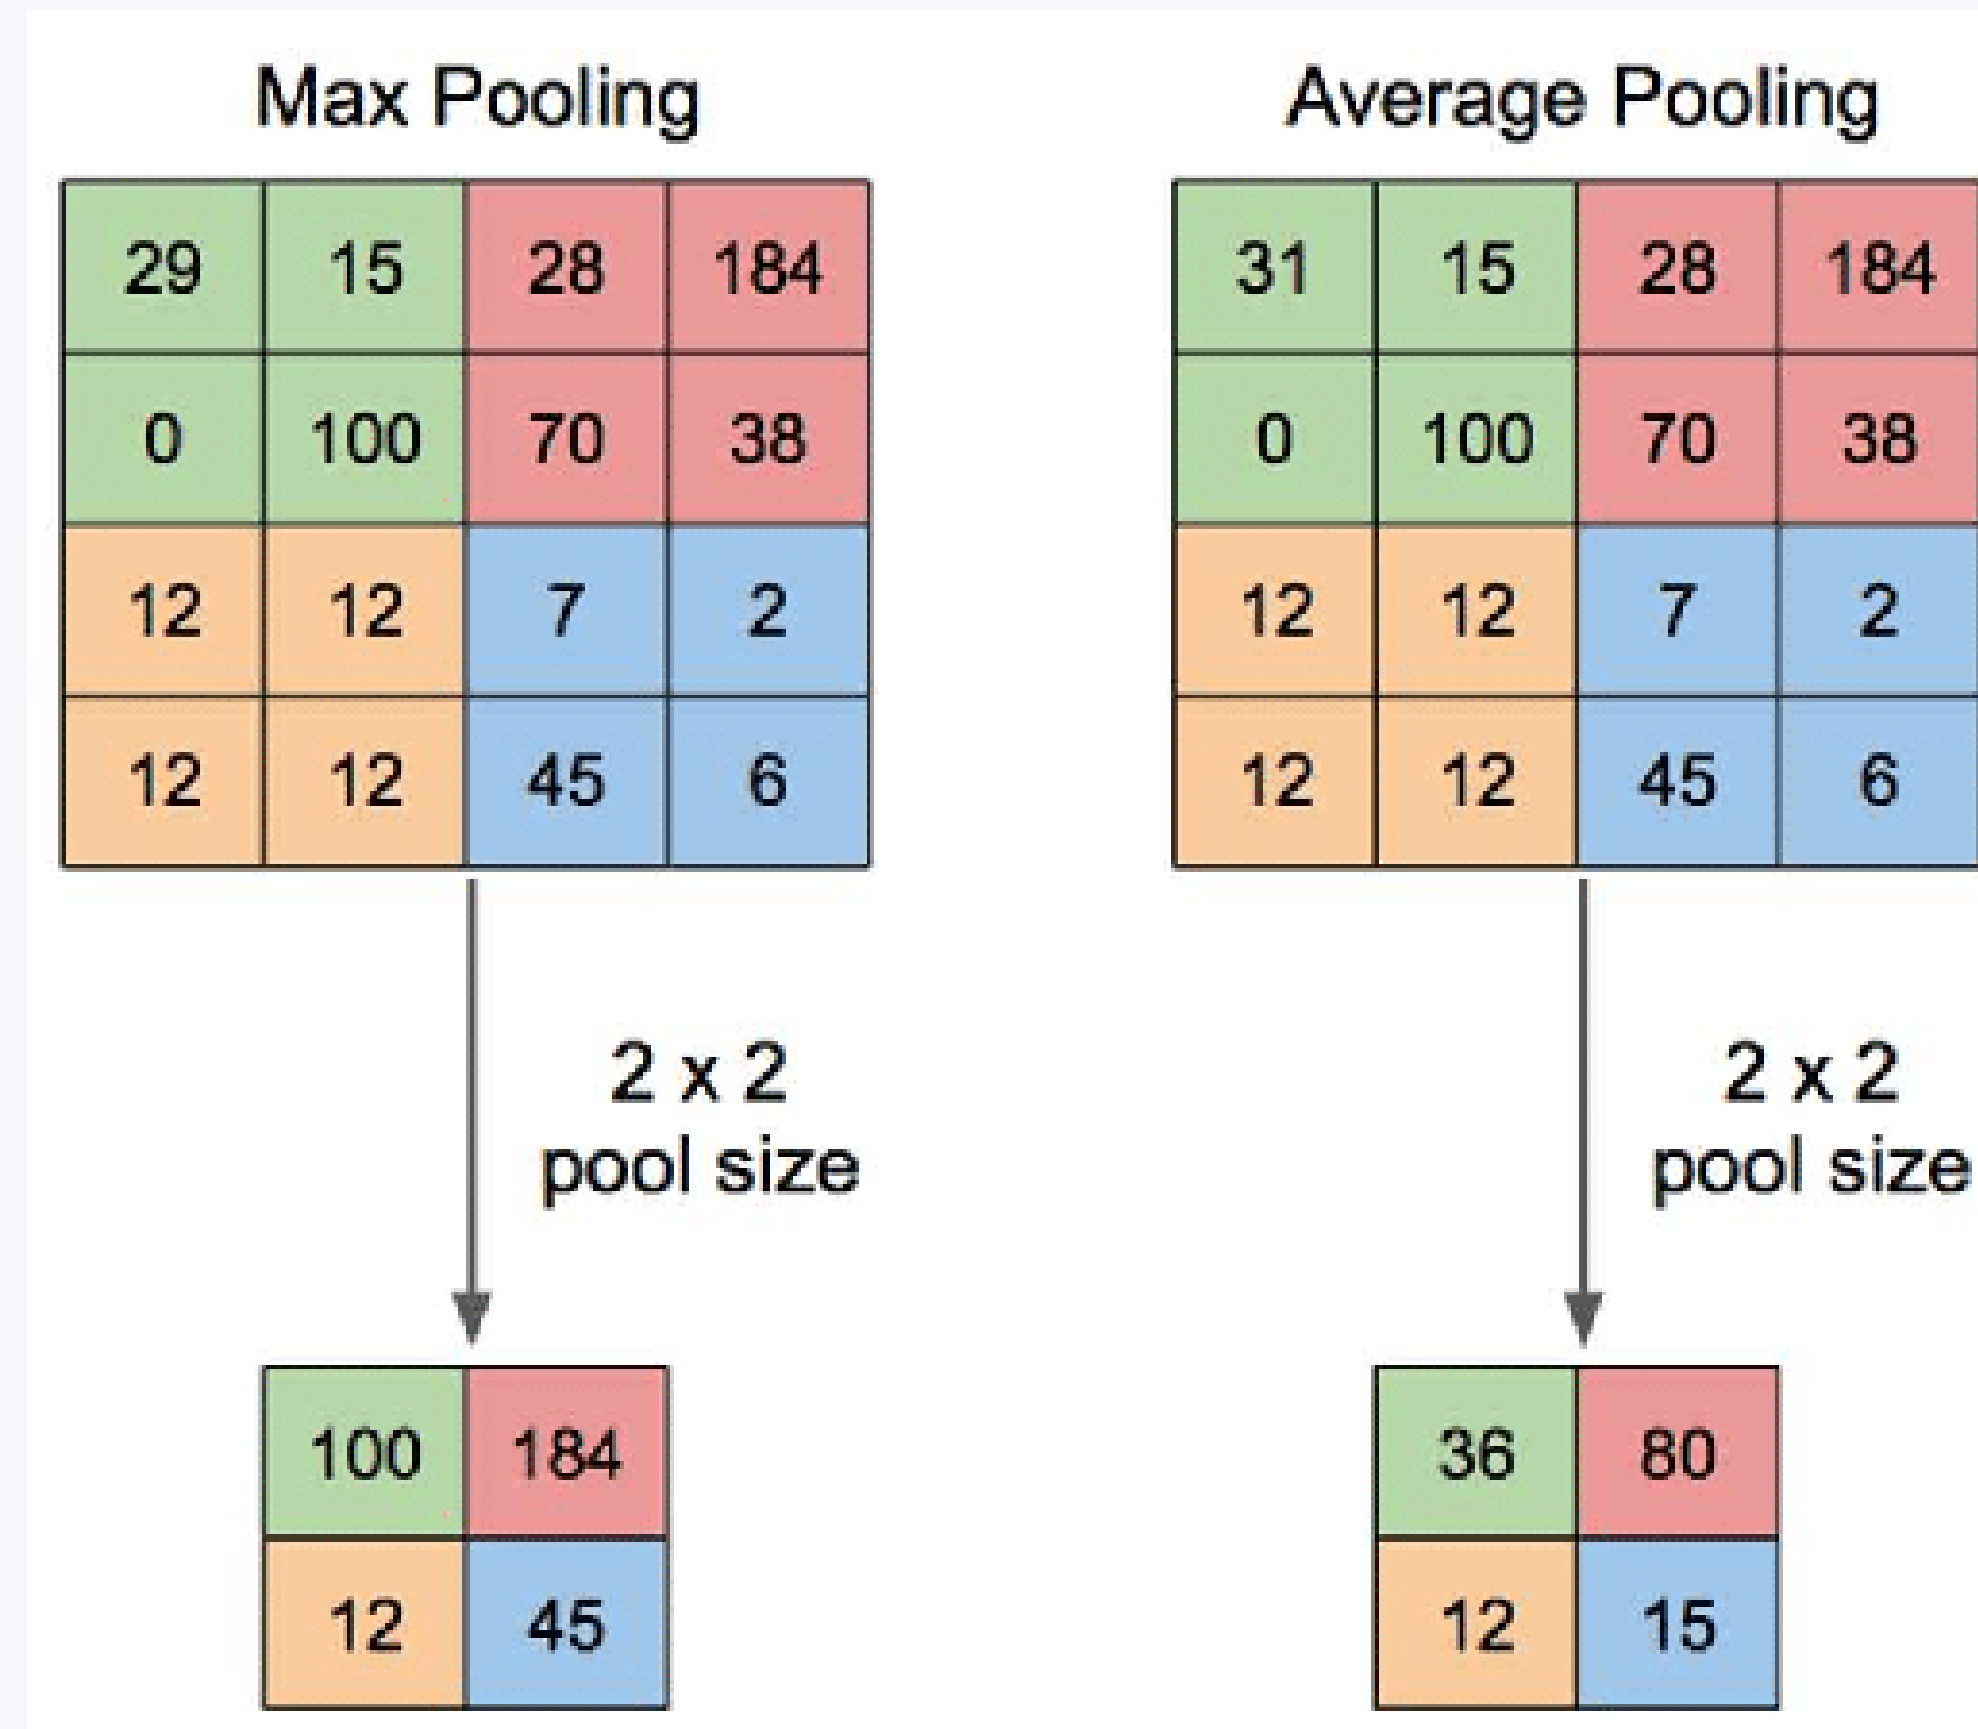 Max Pooling
29 15 28 184
0 100 70 38
12 12 7 2
12 12 45 6
2 x 2
pool size
100 184
12 45
Average Pooling
31 15 28 184
0 100 70 38
12 12 7 2
12 12 45 6
2 x 2
pool size
36 80
12 15